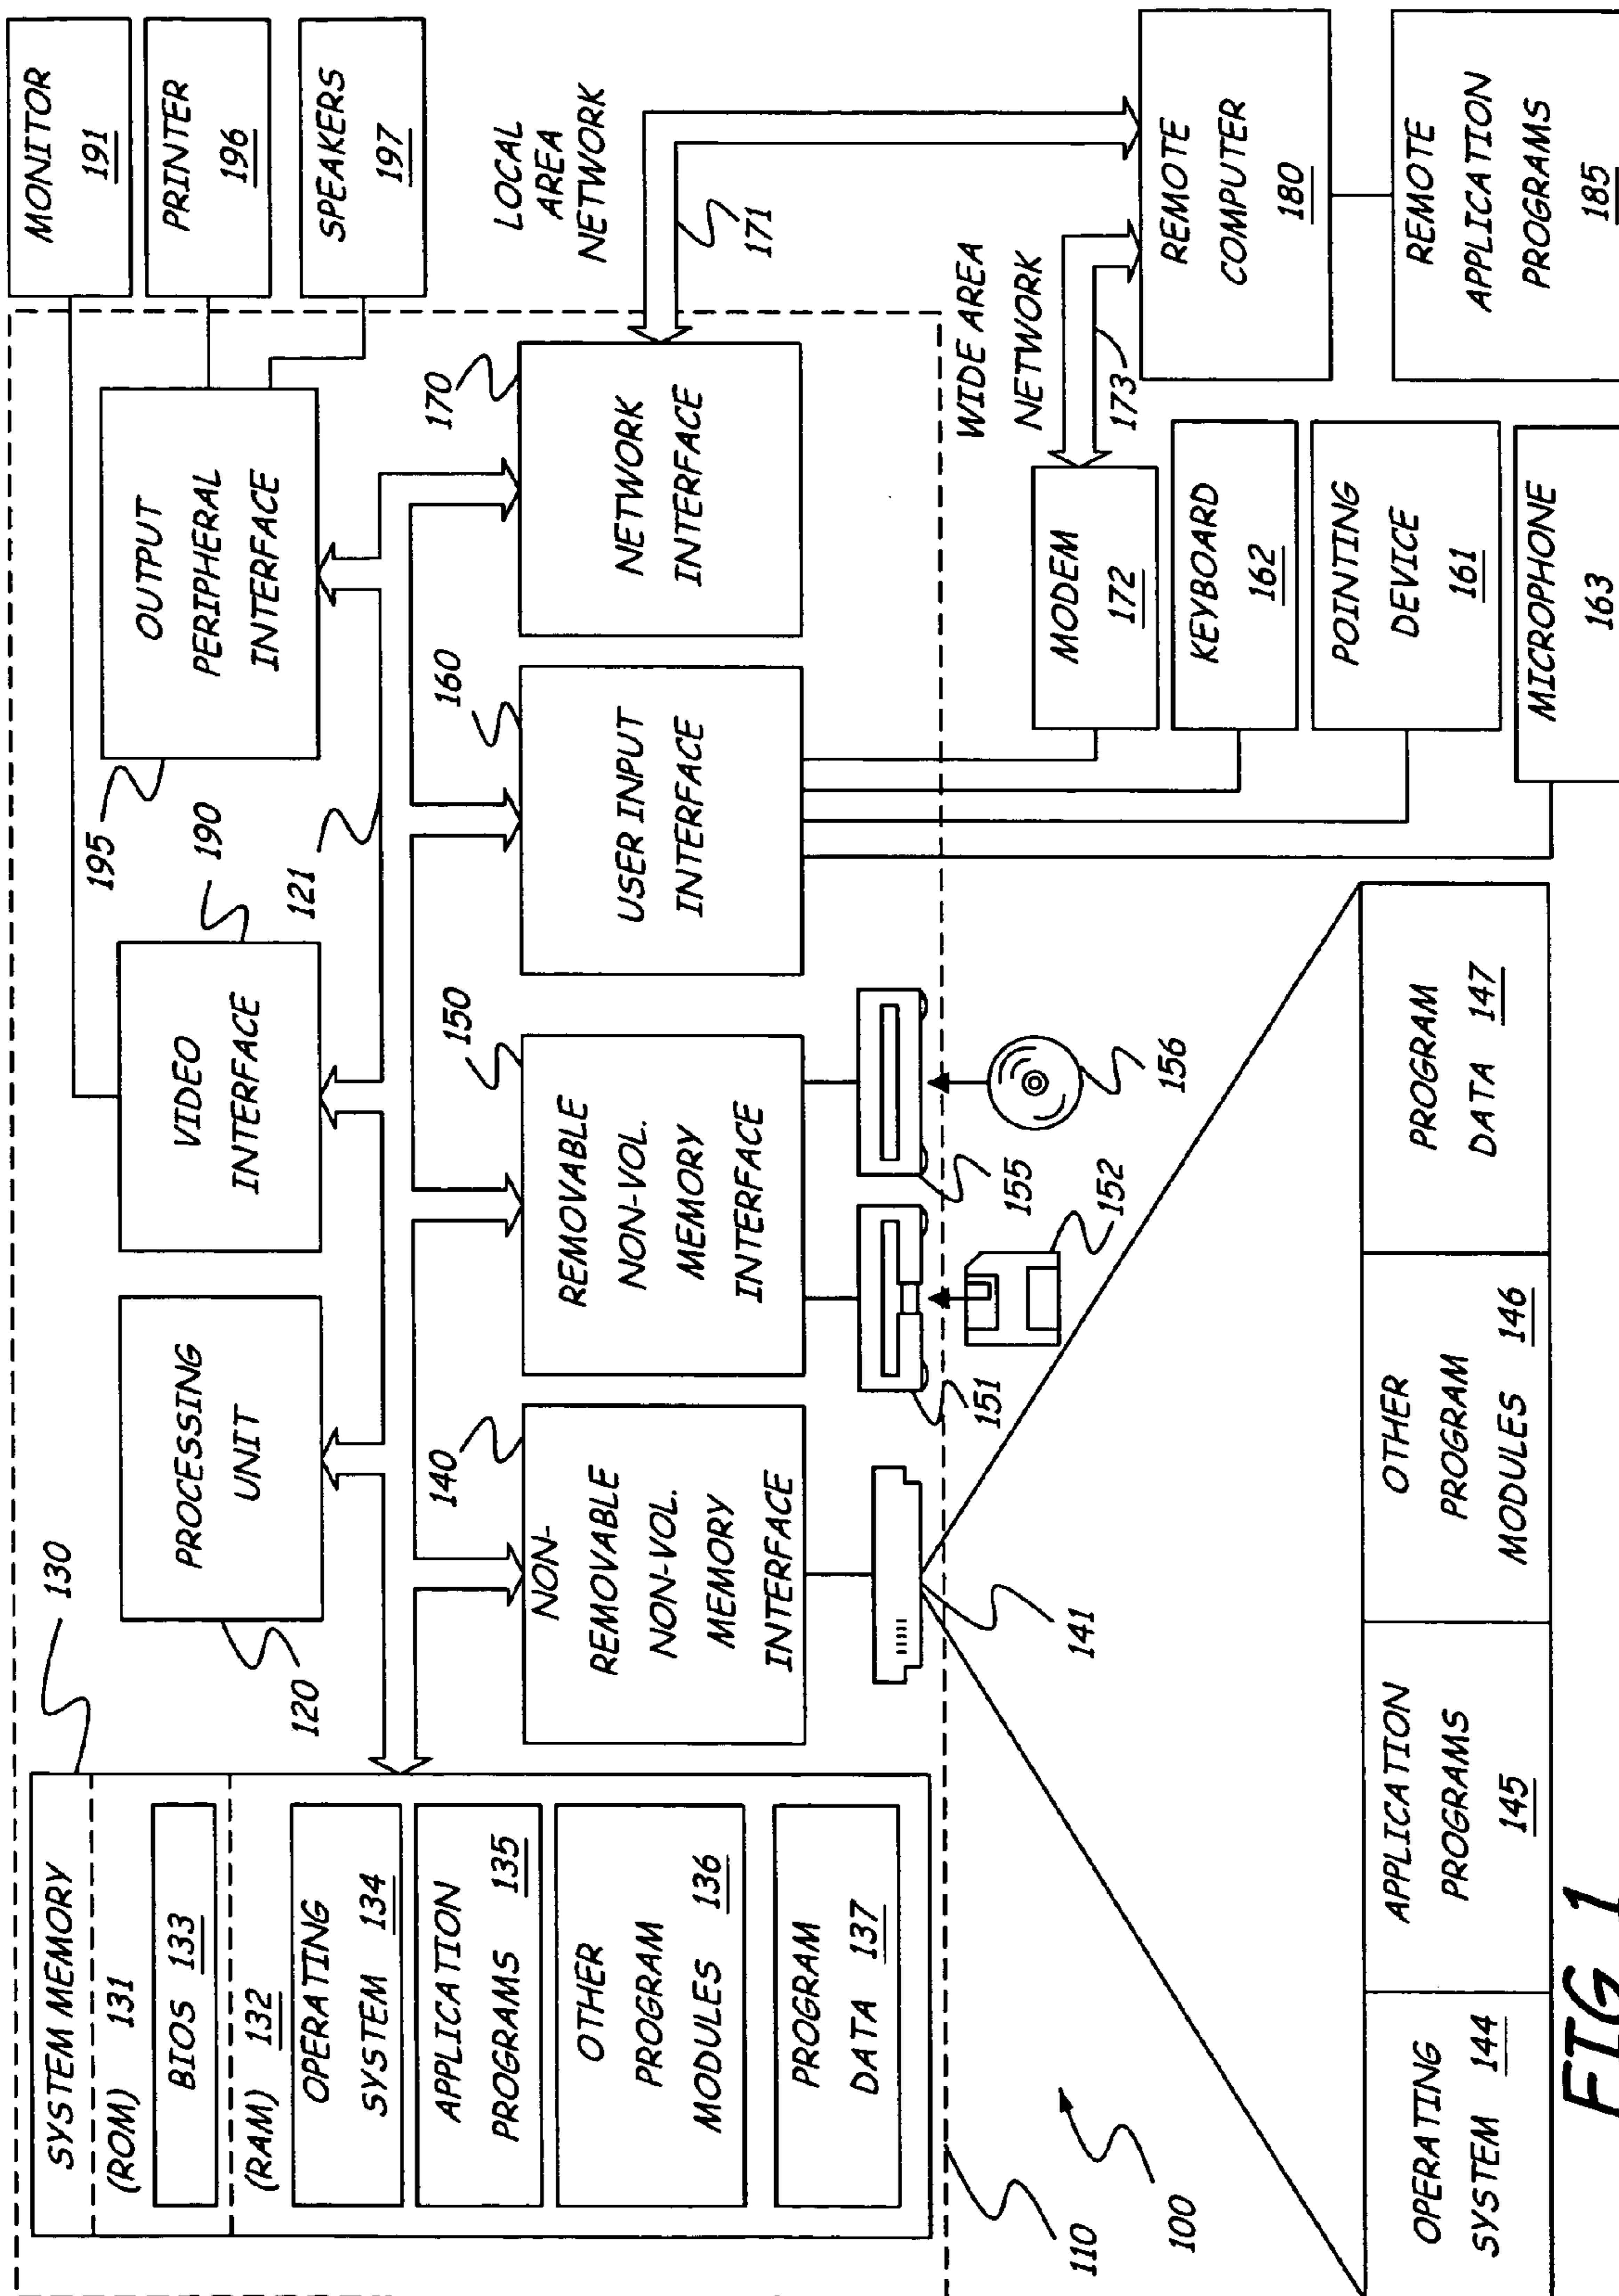 SYSTEM MEMORY
(ROM) 131
BIOS 133
(RAM) 132
OPERATING
SYSTEM 134
APPLICATION
PROGRAMS 135
OTHER
PROGRAM
MODULES 136
PROGRAM
DATA 137
130
PROCESSING
UNIT
120
VIDEO
INTERFACE
190
OUTPUT
PERIPHERAL
INTERFACE
195
121
MONITOR
191
PRINTER
196
SPEAKERS
197
NON-
REMOVABLE
NON-VOL.
MEMORY
INTERFACE
140
REMOVABLE
NON-VOL.
MEMORY
INTERFACE
150
USER INPUT
INTERFACE
160
NETWORK
INTERFACE
170
LOCAL
AREA
NETWORK
171
WIDE AREA
NETWORK
173
141
151
152
155
156
MODEM
172
KEYBOARD
162
POINTING
DEVICE
161
MICROPHONE
163
REMOTE
COMPUTER
180
REMOTE
APPLICATION
PROGRAMS
185
110
100
OPERATING
SYSTEM 144
APPLICATION
PROGRAMS
145
OTHER
PROGRAM
MODULES 146
PROGRAM
DATA 147
FIG 1